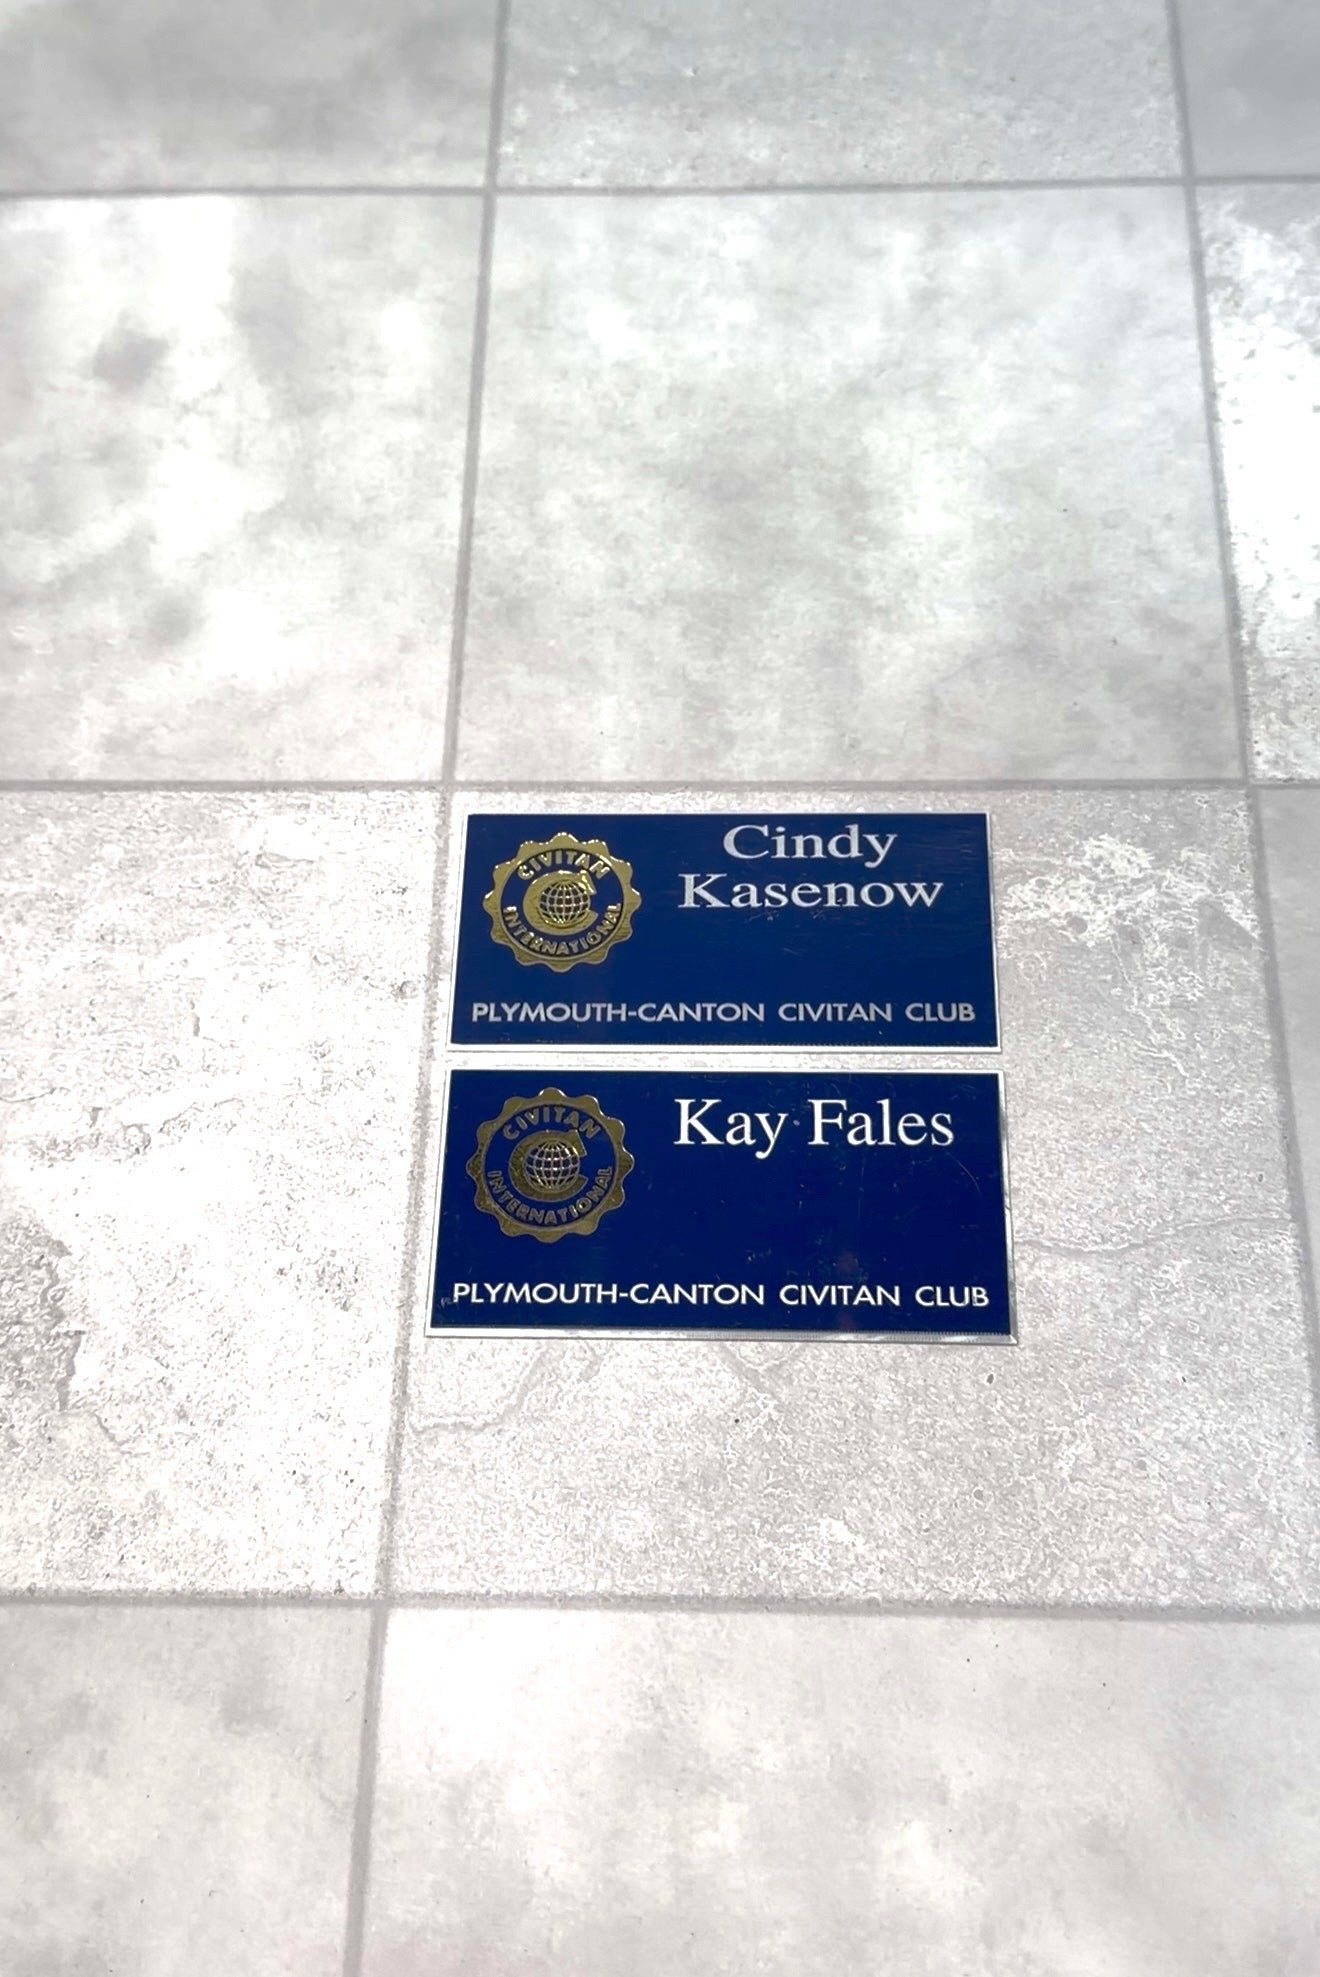 CIVITAN
INTERNATIONAL
Cindy
Kasenow
PLYMOUTH-CANTON CIVITAN CLUB
CIVITAN
INTERNATIONAL
Kay Fales
PLYMOUTH-CANTON CIVITAN CLUB